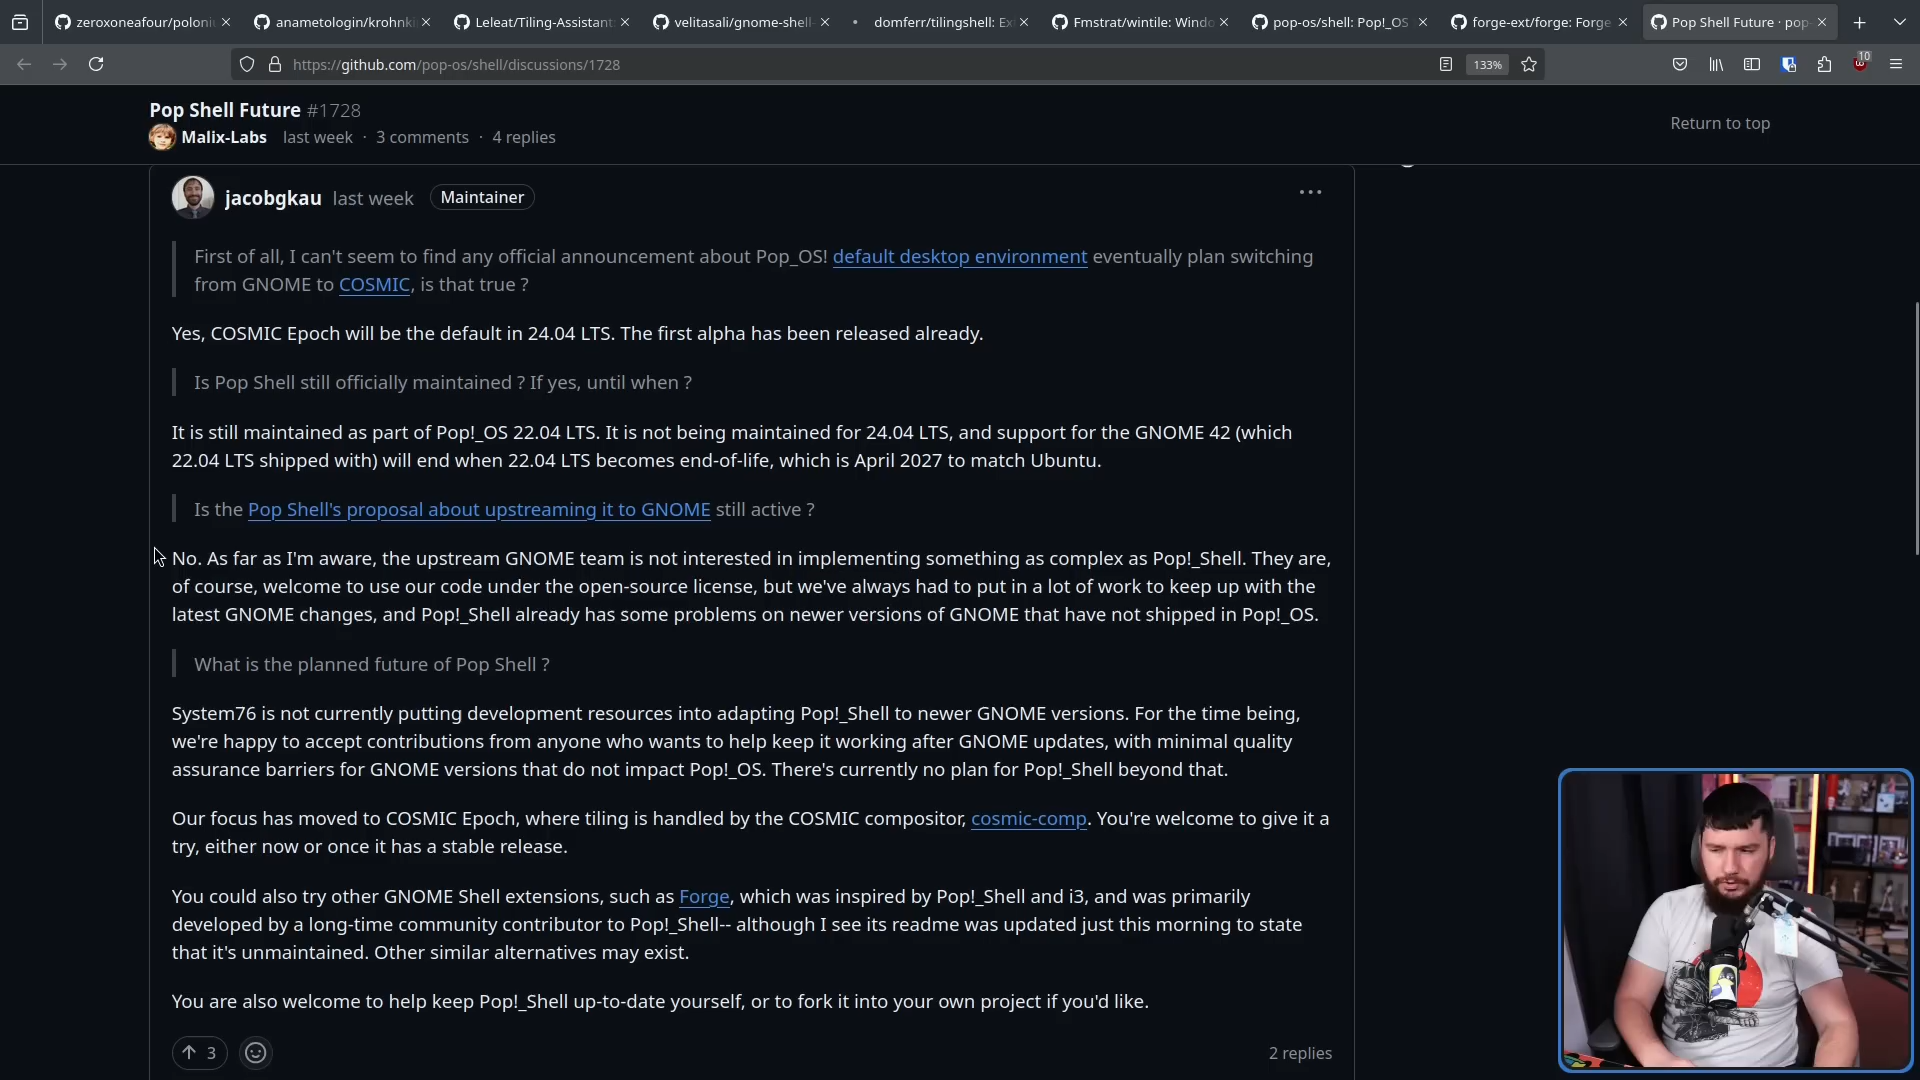 zeroxoneafour/poloni
anametologin/krohnki
Leleat/Tiling-Assistant
velitasali/gnome-shell-
domferr/tilingshell: Ex
Fmstrat/wintile: Windo
pop-os/shell: Pop!_OS
forge-ext/forge: Forge
Pop Shell Future · pop-
https://github.com/pop-os/shell/discussions/1728
133%
10
Pop Shell Future #1728
Malix-Labs last week · 3 comments · 4 replies
Return to top
jacobgkau last week Maintainer
First of all, I can't seem to find any official announcement about Pop_OS! default desktop environment eventually plan switching
from GNOME to COSMIC, is that true ?
Yes, COSMIC Epoch will be the default in 24.04 LTS. The first alpha has been released already.
Is Pop Shell still officially maintained ? If yes, until when ?
It is still maintained as part of Pop!_OS 22.04 LTS. It is not being maintained for 24.04 LTS, and support for the GNOME 42 (which
22.04 LTS shipped with) will end when 22.04 LTS becomes end-of-life, which is April 2027 to match Ubuntu.
Is the Pop Shell's proposal about upstreaming it to GNOME still active ?
No. As far as I'm aware, the upstream GNOME team is not interested in implementing something as complex as Pop!_Shell. They are,
of course, welcome to use our code under the open-source license, but we've always had to put in a lot of work to keep up with the
latest GNOME changes, and Pop!_Shell already has some problems on newer versions of GNOME that have not shipped in Pop!_OS.
What is the planned future of Pop Shell ?
System76 is not currently putting development resources into adapting Pop!_Shell to newer GNOME versions. For the time being,
we're happy to accept contributions from anyone who wants to help keep it working after GNOME updates, with minimal quality
assurance barriers for GNOME versions that do not impact Pop!_OS. There's currently no plan for Pop!_Shell beyond that.
Our focus has moved to COSMIC Epoch, where tiling is handled by the COSMIC compositor, cosmic-comp. You're welcome to give it a
try, either now or once it has a stable release.
You could also try other GNOME Shell extensions, such as Forge, which was inspired by Pop!_Shell and i3, and was primarily
developed by a long-time community contributor to Pop!_Shell-- although I see its readme was updated just this morning to state
that it's unmaintained. Other similar alternatives may exist.
You are also welcome to help keep Pop!_Shell up-to-date yourself, or to fork it into your own project if you'd like.
3
2 replies